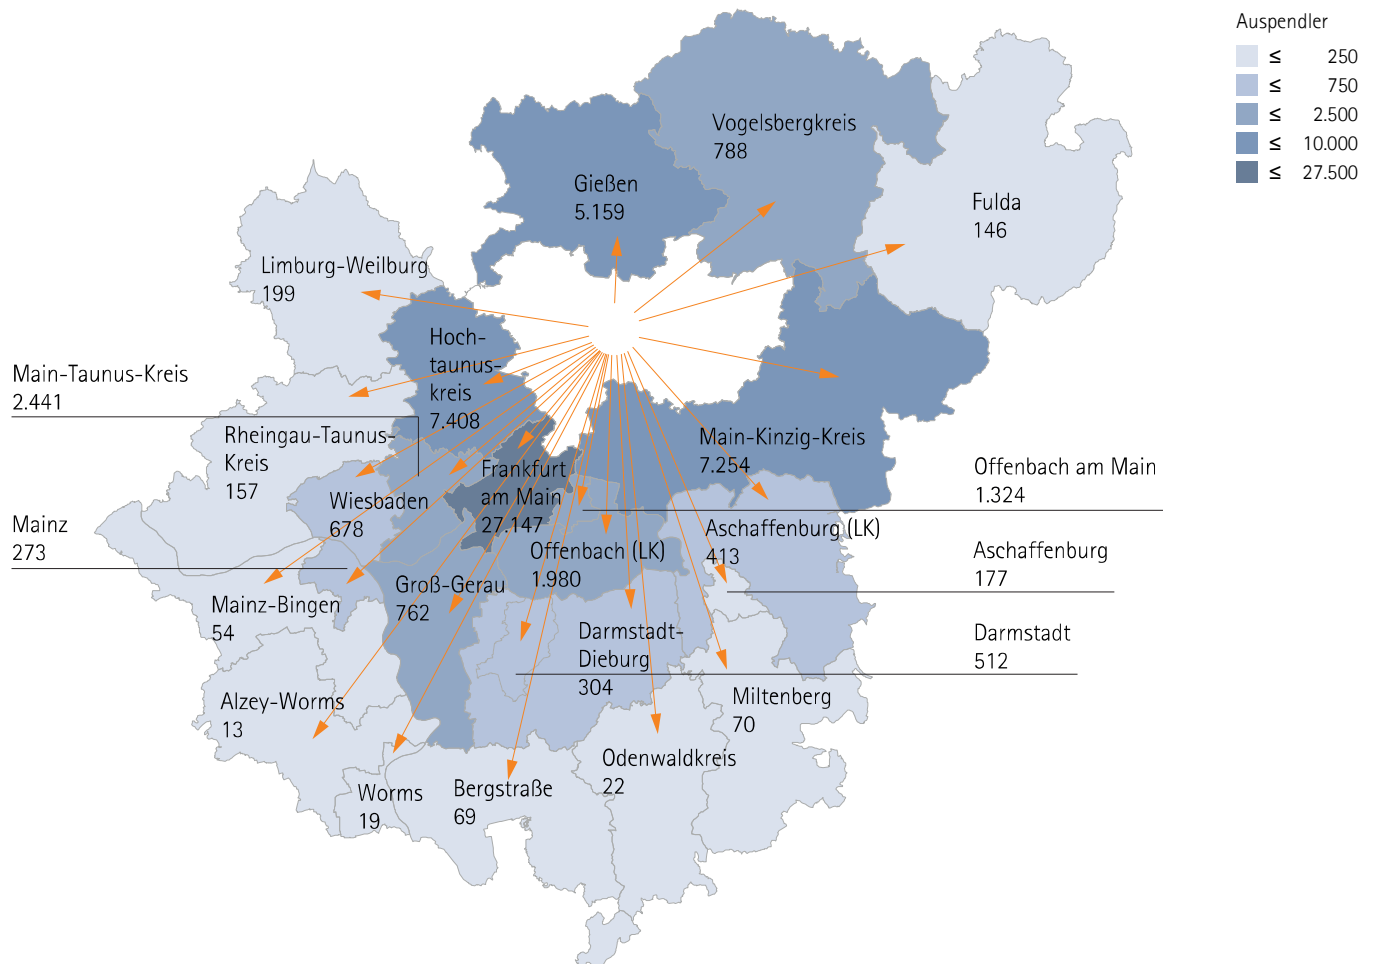 Auspendler
≤ 250
≤ 750
≤ 2.500
≤ 10.000
≤ 27.500
Vogelsbergkreis
788
Gießen
5.159
Fulda
146
Limburg-Weilburg
199
Hoch-
taunus-
kreis
7.408
Main-Taunus-Kreis
2.441
Rheingau-Taunus-
Kreis
157
Main-Kinzig-Kreis
7.254
Frankfurt
am Main
27.147
Offenbach am Main
1.324
Wiesbaden
678
Mainz
273
Aschaffenburg (LK)
413
Offenbach (LK)
1.980
Aschaffenburg
177
Groß-Gerau
762
Mainz-Bingen
54
Darmstadt-
Dieburg
304
Darmstadt
512
Alzey-Worms
13
Miltenberg
70
Odenwaldkreis
22
Worms
19
Bergstraße
69